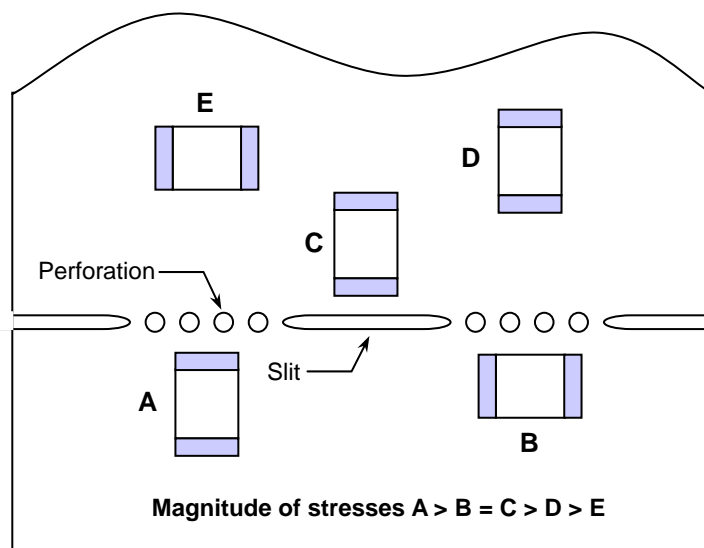 E
D
C
Perforation
Slit
A
B
Magnitude of stresses A > B = C > D > E